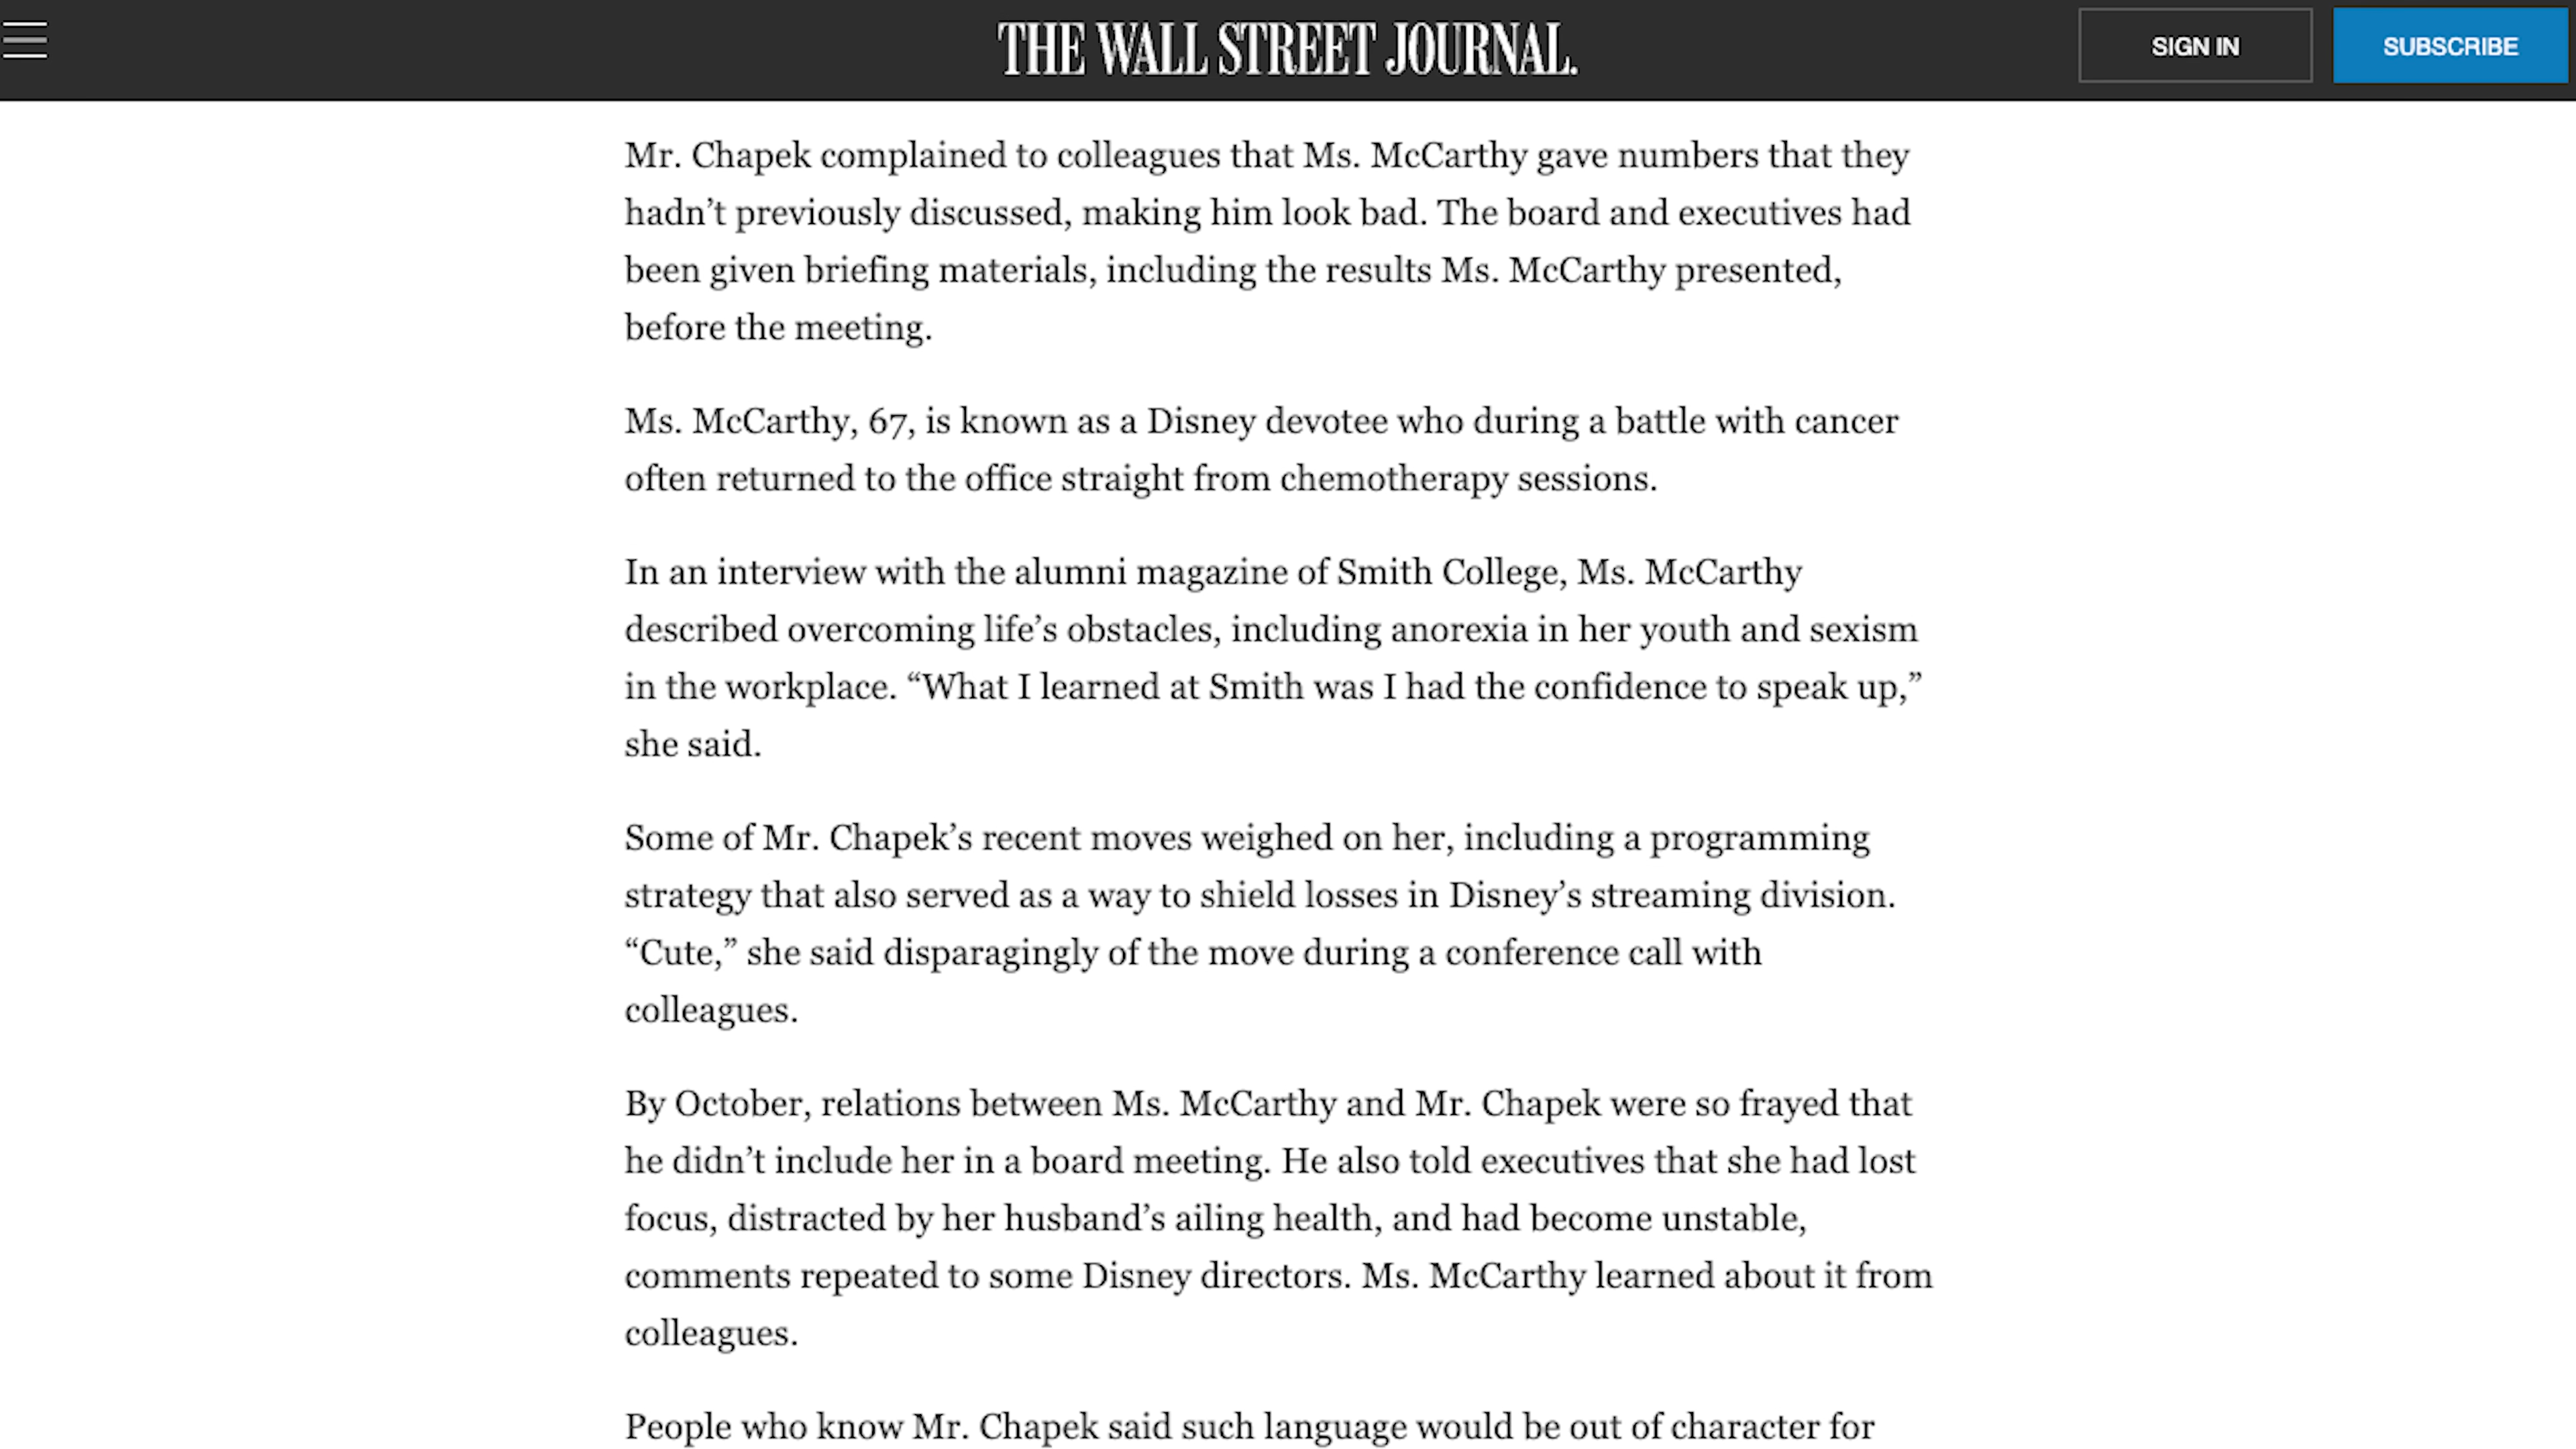 THE WALL STREET JOURNAL.
SIGN IN
SUBSCRIBE
Mr. Chapek complained to colleagues that Ms. McCarthy gave numbers that they
hadn’t previously discussed, making him look bad. The board and executives had
been given briefing materials, including the results Ms. McCarthy presented,
before the meeting.
Ms. McCarthy, 67, is known as a Disney devotee who during a battle with cancer
often returned to the office straight from chemotherapy sessions.
In an interview with the alumni magazine of Smith College, Ms. McCarthy
described overcoming life’s obstacles, including anorexia in her youth and sexism
in the workplace. “What I learned at Smith was I had the confidence to speak up,”
she said.
Some of Mr. Chapek’s recent moves weighed on her, including a programming
strategy that also served as a way to shield losses in Disney’s streaming division.
“Cute,” she said disparagingly of the move during a conference call with
colleagues.
By October, relations between Ms. McCarthy and Mr. Chapek were so frayed that
he didn’t include her in a board meeting. He also told executives that she had lost
focus, distracted by her husband’s ailing health, and had become unstable,
comments repeated to some Disney directors. Ms. McCarthy learned about it from
colleagues.
People who know Mr. Chapek said such language would be out of character for